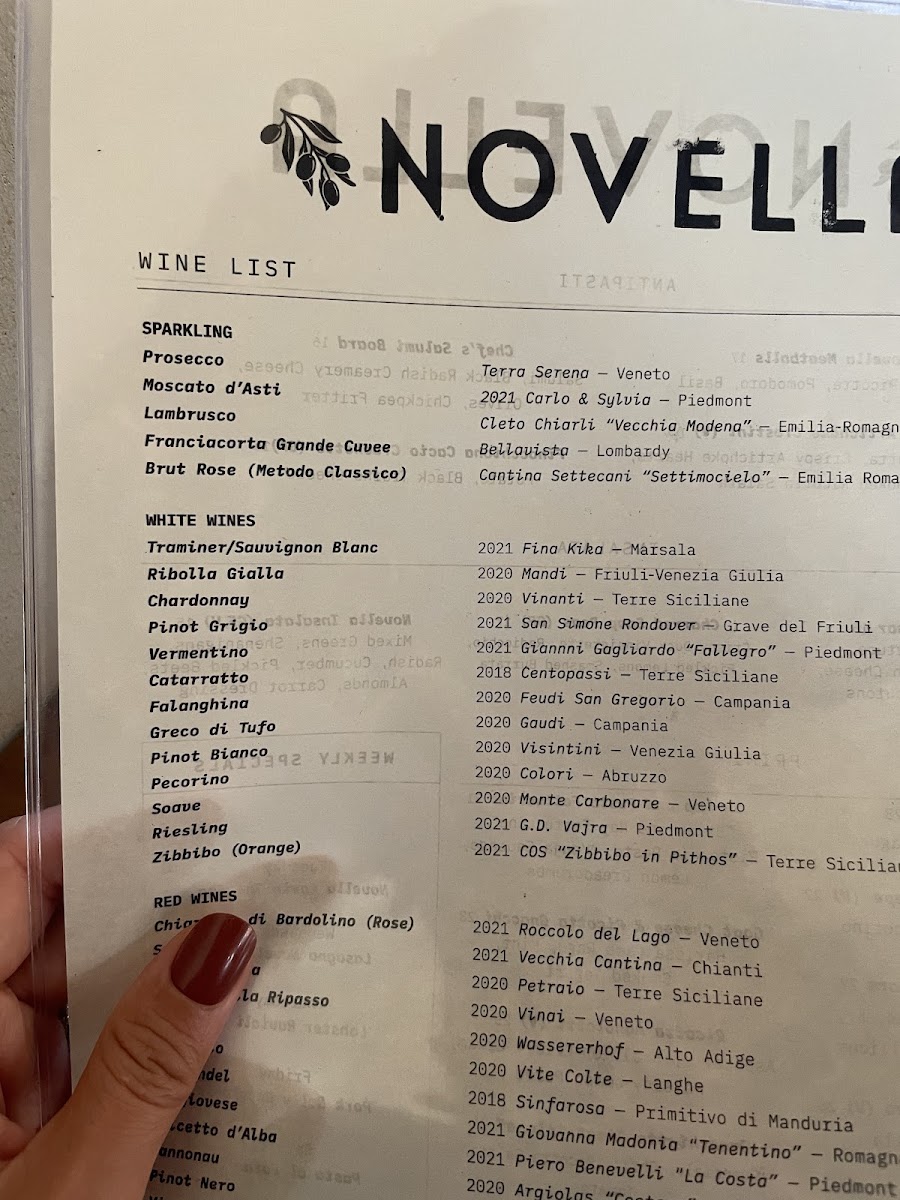 NOVELL
WINE LIST
SPARKLING
Prosecco Terra Serena — Veneto
Moscato d'Asti 2021 Carlo & Sylvia — Piedmont
Lambrusco Cleto Chiarli "Vecchia Modena" — Emilia-Romagn
Franciacorta Grande Cuvee Bellavista — Lombardy
Brut Rose (Metodo Classico) Cantina Settecani "Settimocielo" — Emilia Roma
WHITE WINES
Traminer/Sauvignon Blanc 2021 Fina Kika — Marsala
Ribolla Gialla 2020 Mandi — Friuli-Venezia Giulia
Chardonnay 2020 Vinanti — Terre Siciliane
Pinot Grigio 2021 San Simone Rondover — Grave del Friuli
Vermentino 2021 Giannni Gagliardo "Fallegro" — Piedmont
Catarratto 2018 Centopassi — Terre Siciliane
Falanghina 2020 Feudi San Gregorio — Campania
Greco di Tufo 2020 Gaudi — Campania
Pinot Bianco 2020 Visintini — Venezia Giulia
Pecorino 2020 Colori — Abruzzo
Soave 2020 Monte Carbonare — Veneto
Riesling 2021 G.D. Vajra — Piedmont
Zibbibo (Orange) 2021 COS "Zibbibo in Pithos" — Terre Sicilia
RED WINES
di Bardolino (Rose) 2021 Roccolo del Lago — Veneto
2021 Vecchia Cantina — Chianti
2020 Petraio — Terre Siciliane
Ripasso 2020 Vinai — Veneto
2020 Wassererhof — Alto Adige
2020 Vite Colte — Langhe
ndel 2018 Sinfarosa — Primitivo di Manduria
iovese 2021 Giovanna Madonia "Tenentino" — Romagn
cetto d'Alba 2021 Piero Benevelli "La Costa" — Piedmont
annonau 2020 Argiolas
Pinot Nero